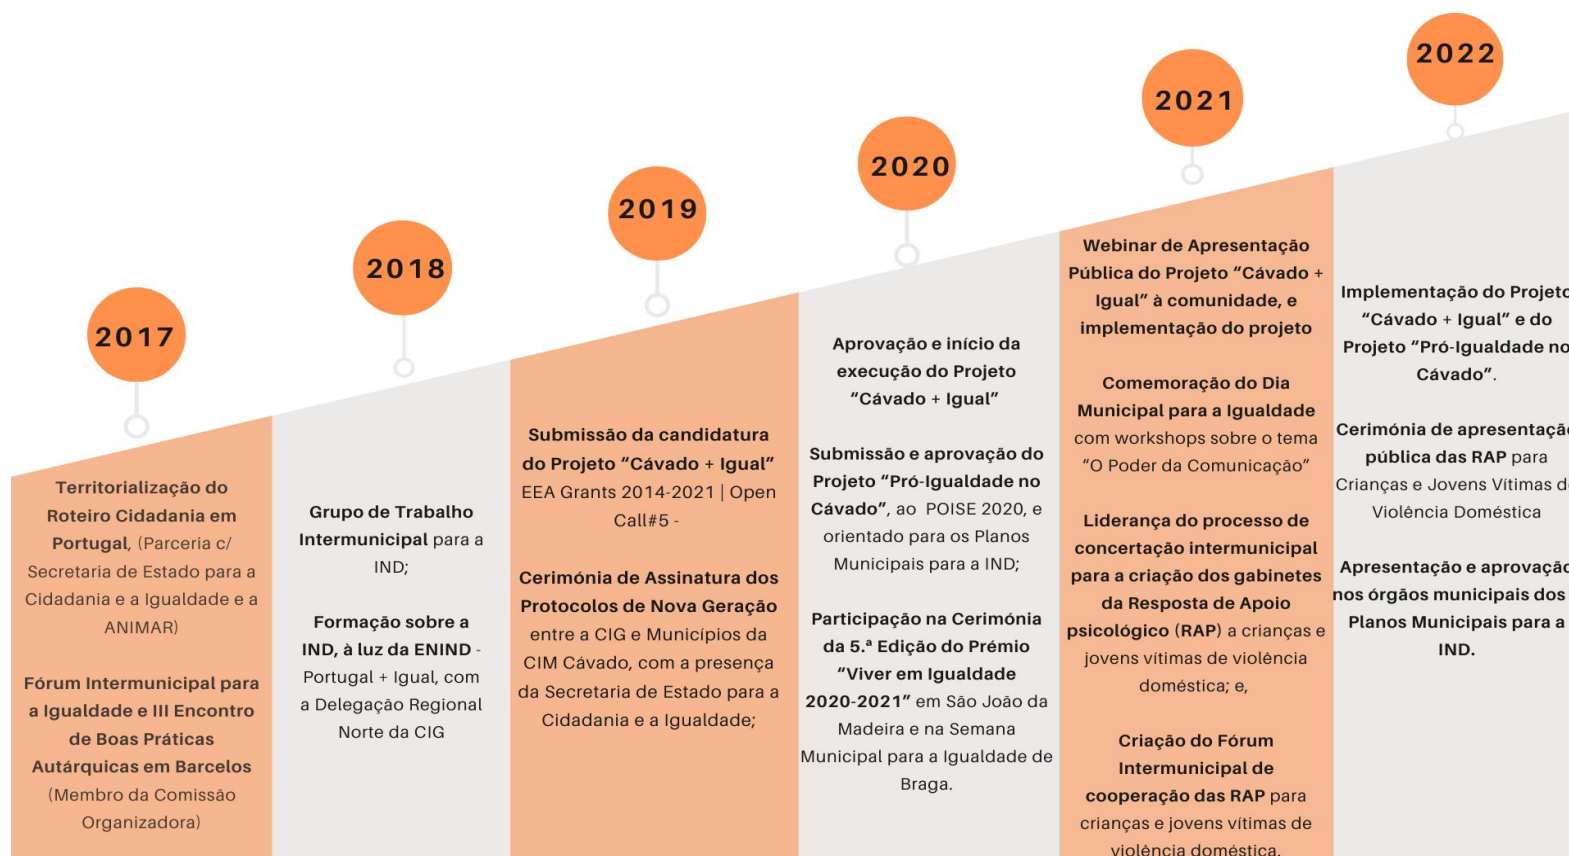 2017
Territorialização do
Roteiro Cidadania em
Portugal, (Parceria c/
Secretaria de Estado para a
Cidadania e a Igualdade e a
ANIMAR)
Fórum Intermunicipal para
a Igualdade e III Encontro
de Boas Práticas
Autárquicas em Barcelos
(Membro da Comissão
Organizadora)
2018
Grupo de Trabalho
Intermunicipal para a
IND;
Formação sobre a
IND, à luz da ENIND -
Portugal + Igual, com
a Delegação Regional
Norte da CIG
2019
Submissão da candidatura
do Projeto “Cávado + Igual”
EEA Grants 2014-2021 | Open
Call#5 -
Cerimónia de Assinatura dos
Protocolos de Nova Geração
entre a CIG e Municípios da
CIM Cávado, com a presença
da Secretaria de Estado para a
Cidadania e a Igualdade;
2020
Aprovação e início da
execução do Projeto
“Cávado + Igual”
Submissão e aprovação do
Projeto “Pró-Igualdade no
Cávado”, ao POISE 2020, e
orientado para os Planos
Municipais para a IND;
Participação na Cerimónia
da 5.ª Edição do Prémio
“Viver em Igualdade
2020-2021” em São João da
Madeira e na Semana
Municipal para a Igualdade de
Braga.
2021
Webinar de Apresentação
Pública do Projeto “Cávado +
Igual” à comunidade, e
implementação do projeto
Comemoração do Dia
Municipal para a Igualdade
com workshops sobre o tema
“O Poder da Comunicação”
Liderança do processo de
concertação intermunicipal
para a criação dos gabinetes
da Resposta de Apoio
psicológico (RAP) a crianças e
jovens vítimas de violência
doméstica; e,
Criação do Fórum
Intermunicipal de
cooperação das RAP para
crianças e jovens vítimas de
violência doméstica.
2022
Implementação do Projeto
“Cávado + Igual” e do
Projeto “Pró-Igualdade no
Cávado”.
Cerimónia de apresentação
pública das RAP para
Crianças e Jovens Vítimas de
Violência Doméstica
Apresentação e aprovação
nos órgãos municipais dos
Planos Municipais para a
IND.